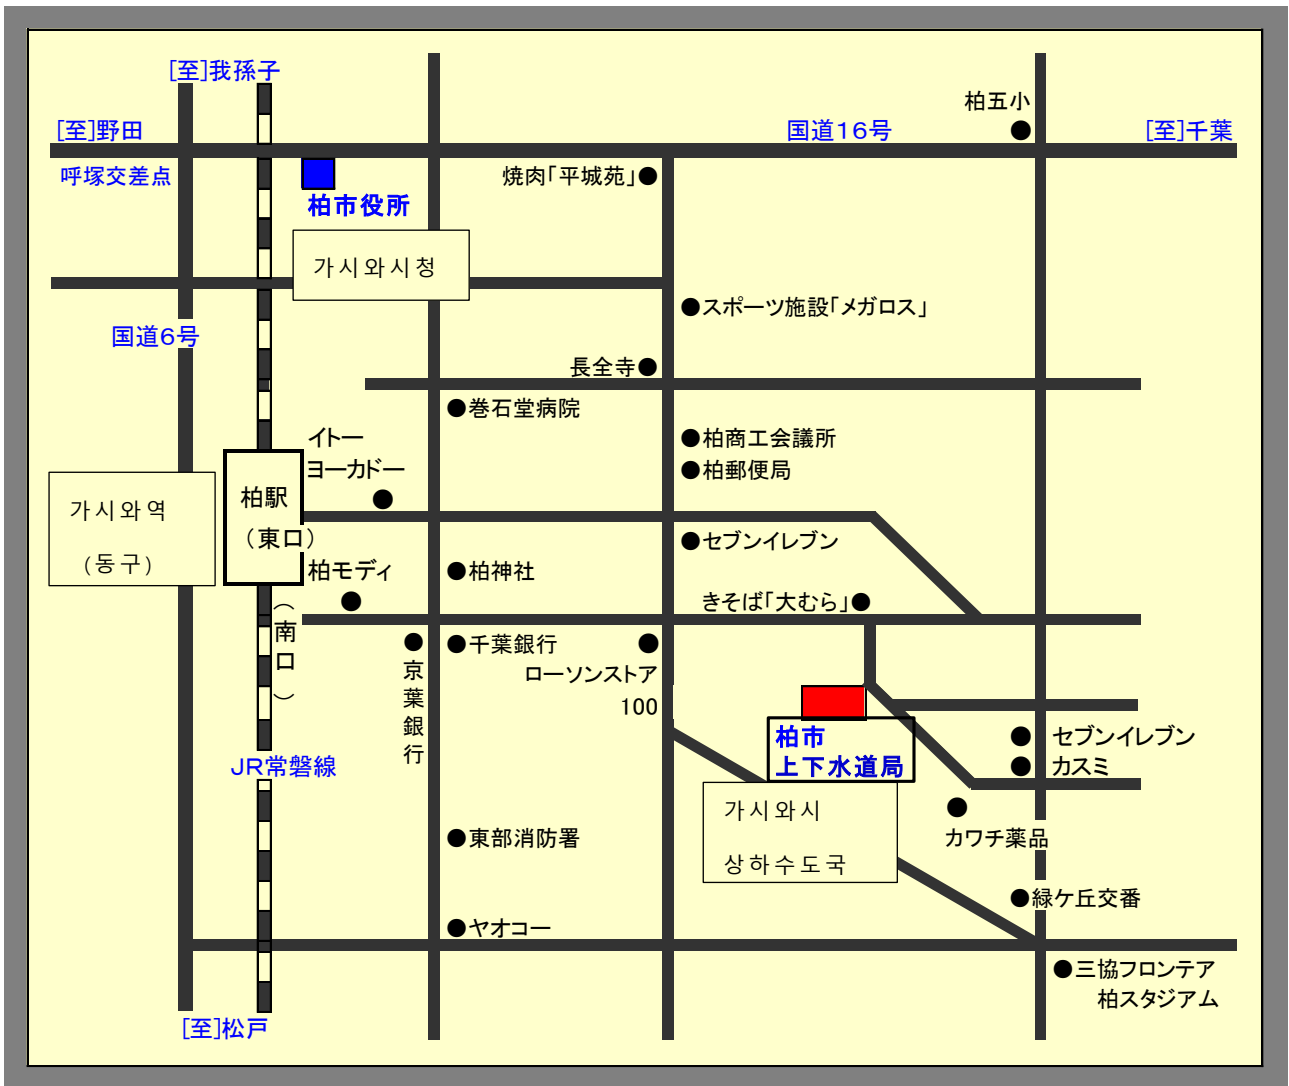 [至]我孫子
柏五小
[至]野田
国道16号
[至]千葉
呼塚交差点
焼肉「平城苑」
柏市役所
가시와시청
スポーツ施設「メガロス」
国道6号
長全寺
巻石堂病院
イトー
ヨーカドー
柏商工会議所
柏郵便局
가시와역
(동구)
柏駅
（東口）
セブンイレブン
柏モディ
柏神社
きそば「大むら」
（南口）
千葉銀行
京葉銀行
ローソンストア
100
柏市
上下水道局
セブンイレブン
カスミ
JR常磐線
가시와시
상하수도국
東部消防署
カワチ薬品
緑ケ丘交番
ヤオコー
三協フロンテア
柏スタジアム
[至]松戸